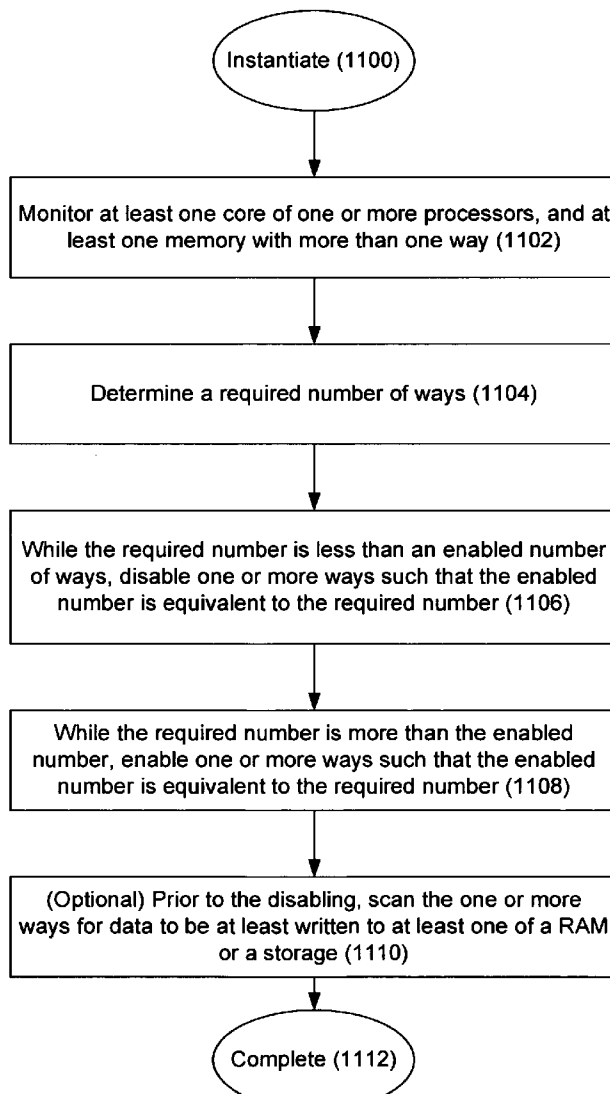 Instantiate (1100)
Monitor at least one core of one or more processors, and at
least one memory with more than one way (1102)
Determine a required number of ways (1104)
While the required number is less than an enabled number
of ways, disable one or more ways such that the enabled
number is equivalent to the required number (1106)
While the required number is more than the enabled
number, enable one or more ways such that the enabled
number is equivalent to the required number (1108)
(Optional) Prior to the disabling, scan the one or more
ways for data to be at least written to at least one of a RAM
or a storage (1110)
Complete (1112)